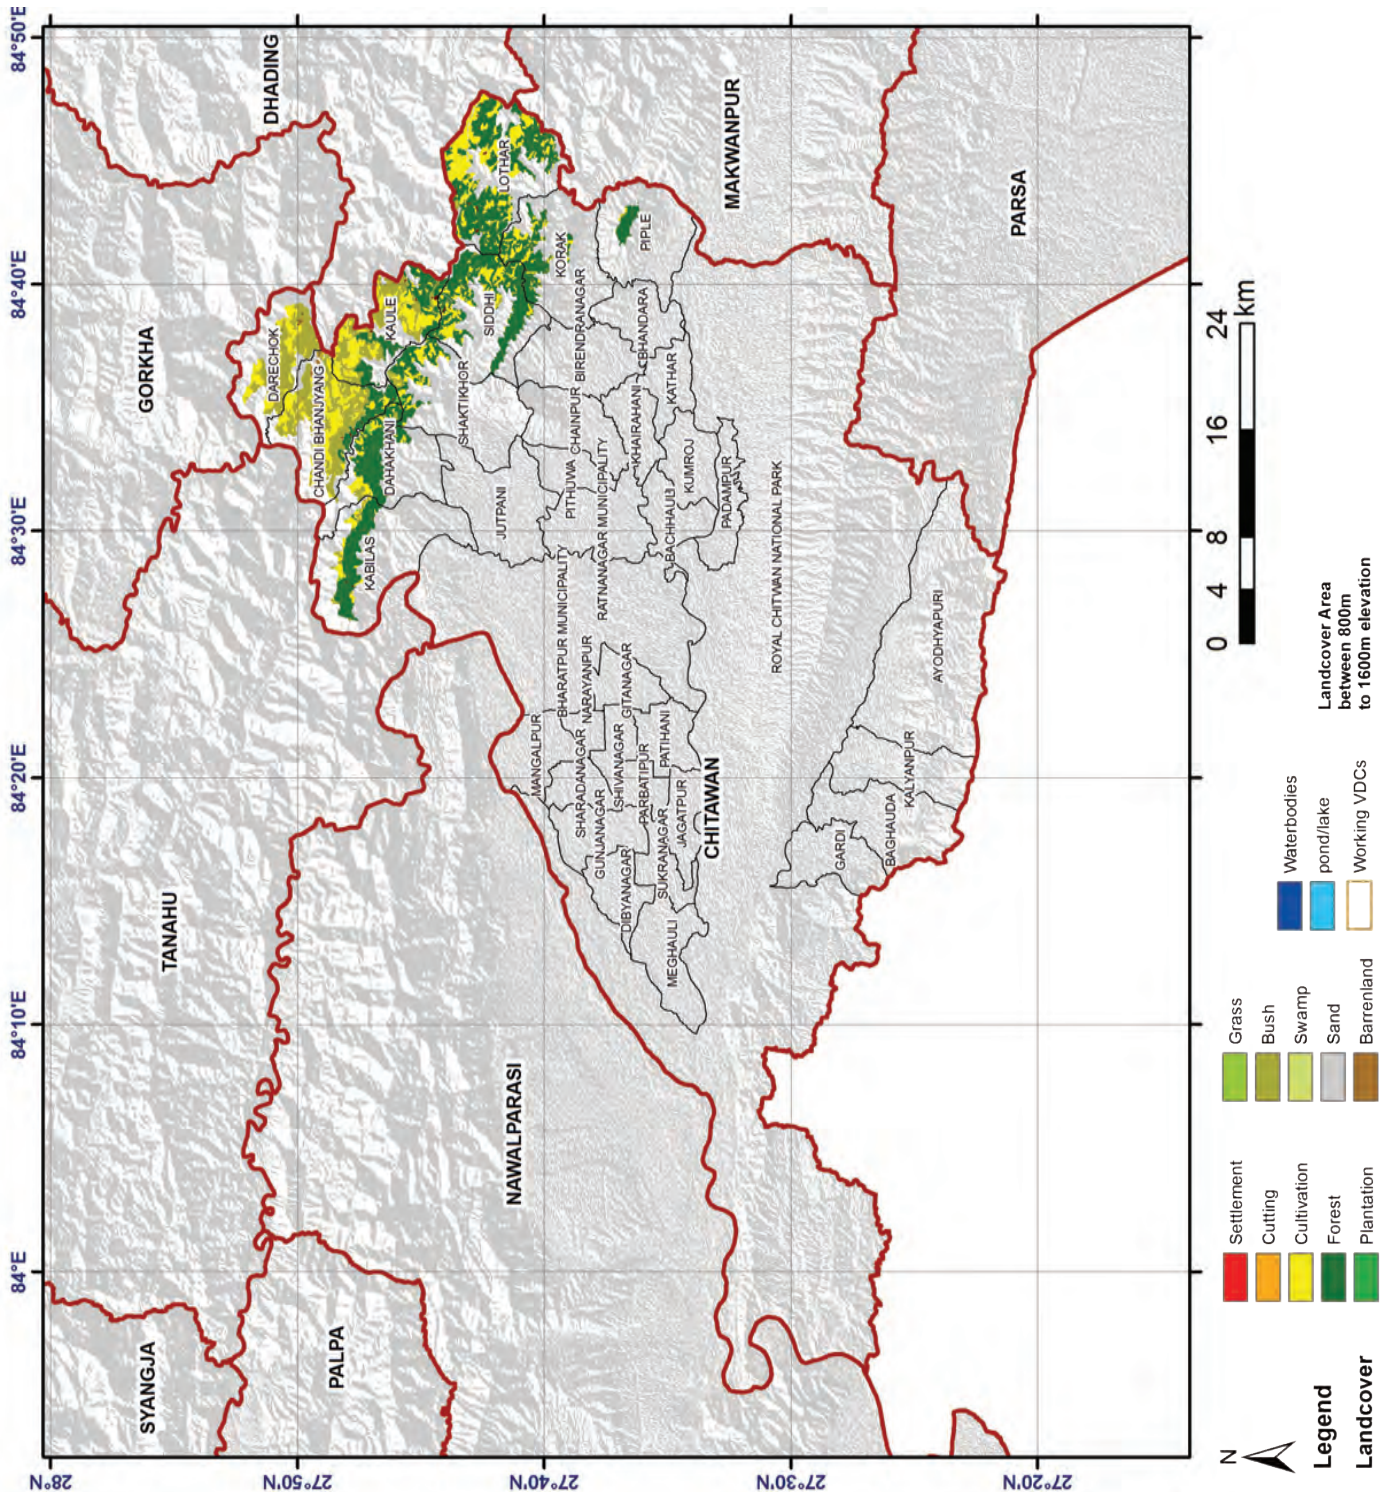 84°E
84°10'E
84°20'E
84°30'E
84°40'E
84°50'E
28°N
27°50'N
27°40'N
27°30'N
27°20'N
SYANGJA
PALPA
TANAHU
NAWALPARASI
GORKHA
DHADING
MAKWANPUR
PARSA
CHITAWAN
DARECHOK
CHANDI BHANJYANG
KAULE
DAHAKHANI
KABILAS
LOTHAR
SIDDHI
KORAK
PIPLE
SHAKTIKHOR
JUTPANI
BIRENDRANAGAR
BHANDARA
CHAINPUR
PITHUWA
KATHAR
KHAIRAHANI
RATNANAGAR MUNICIPALITY
KUMROJ
BACHHAULI
PADAMPUR
BHARATPUR MUNICIPALITY
NARAYANPUR
GITANAGAR
MANGALPUR
SHARADANAGAR
SHIVANAGAR
PATIHANI
GUNJANAGAR
PARBATIPUR
JAGATPUR
SUKRANAGAR
DIBYANAGAR
MEGHAULI
ROYAL CHITWAN NATIONAL PARK
AYODHYAPURI
KALYANPUR
BAGHAUDA
GARDI
N
Legend
Landcover
Settlement
Cutting
Cultivation
Forest
Plantation
Grass
Bush
Swamp
Sand
Barrenland
Waterbodies
pond/lake
Working VDCs
Landcover Area
between 800m
to 1600m elevation
0 4 8 16 24
km